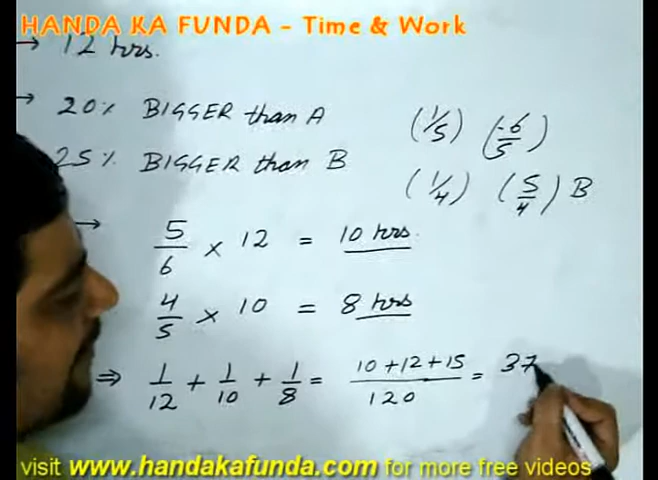 HANDA KA FUNDA - Time & Work
→ 12 hrs.
→ 20% BIGGER than A (1/5) (6/5)
25% BIGGER than B (1/4) (5/4) B
→ 5/6 × 12 = 10 hrs.
4/5 × 10 = 8 hrs
⇒ 1/12 + 1/10 + 1/8 = 10+12+15/120 = 37
visit www.handakafunda.com for more free videos